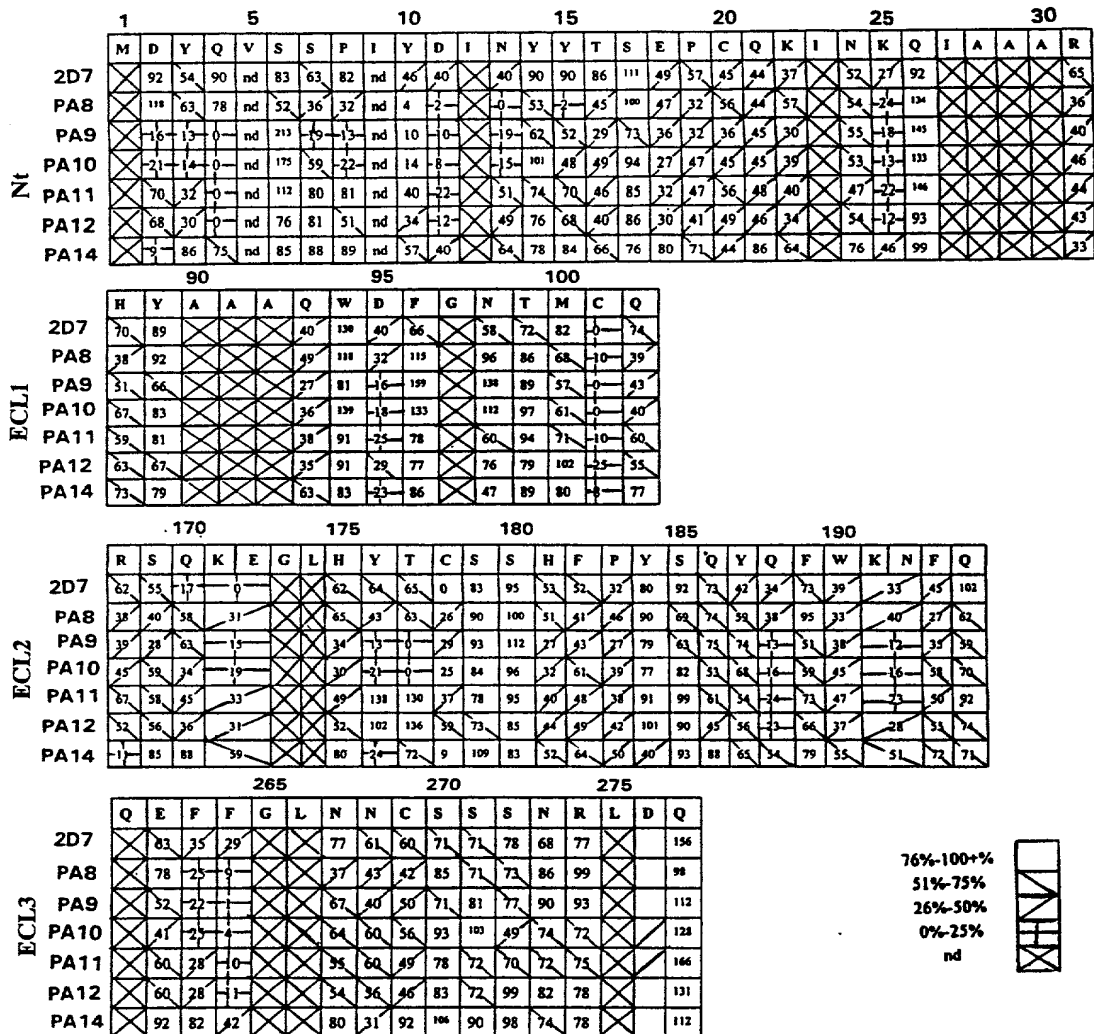 1 5 10 15 20 25 30
M D Y Q V S S P I Y D I N Y Y T S E P C Q K I N K Q I A A A R
2D7 92 54 90 nd 83 63 82 nd 46 40 40 90 90 86 111 49 57 45 44 37 52 27 92 65
PA8 118 63 78 nd 52 36 32 nd 4 2 0 53 2 45 100 47 32 56 44 57 54 24 134 36
PA9 16 13 0 nd 213 19 13 nd 10 0 19 62 52 29 73 36 32 36 45 30 55 18 145 40
PA10 21 14 0 nd 175 59 22 nd 14 8 15 101 48 49 94 27 47 45 45 39 53 13 133 46
PA11 70 32 0 nd 112 80 81 nd 40 22 51 74 70 46 85 32 47 56 48 40 47 22 146 44
PA12 68 30 0 nd 76 81 51 nd 34 12 49 76 68 40 86 30 41 49 46 34 54 12 93 43
PA14 9 86 75 nd 85 88 89 nd 57 40 64 78 84 66 76 80 71 44 86 64 76 46 99 33
Nt
90 95 100
H Y A A A Q W D F G N T M C Q
2D7 70 89 40 130 40 66 58 72 82 0 74
PA8 38 92 49 118 32 115 96 86 68 10 39
PA9 51 66 27 81 16 159 138 89 57 0 43
PA10 67 83 36 139 18 133 112 97 61 0 40
PA11 59 81 38 91 25 78 60 94 71 10 60
PA12 63 67 35 91 29 77 76 79 102 25 55
PA14 73 79 63 83 23 86 47 89 80 8 77
ECL1
170 175 180 185 190
R S Q K E G L H Y T C S S H F P Y S Q Y Q F W K N F Q
2D7 62 55 17 0 62 64 65 0 83 95 53 52 32 80 92 73 42 34 73 39 33 45 102
PA8 38 40 58 31 65 43 63 26 90 100 51 41 46 90 69 74 59 38 95 33 40 27 62
PA9 39 28 63 15 34 13 0 29 93 112 27 43 27 79 63 75 74 13 51 38 12 35 59
PA10 45 59 34 19 30 21 0 25 84 96 32 61 39 77 82 53 68 16 59 45 16 58 70
PA11 67 58 45 33 49 138 130 37 78 95 40 48 38 91 99 61 54 24 73 47 23 50 92
PA12 52 56 36 31 52 102 136 59 73 85 44 49 42 101 90 45 56 23 66 37 28 53 74
PA14 11 85 88 59 80 24 72 9 109 83 52 64 50 40 93 88 65 54 79 55 51 72 71
ECL2
265 270 275
Q E F F G L N N C S S S N R L D Q
2D7 63 35 29 77 61 60 71 71 78 68 77 156
PA8 78 25 9 37 43 42 85 71 73 86 99 98
PA9 52 22 1 67 40 50 71 81 77 90 93 112
PA10 41 23 4 64 60 56 93 103 49 74 72 128
PA11 60 28 0 55 60 49 78 72 70 72 75 166
PA12 60 28 11 54 56 46 83 72 99 82 78 131
PA14 92 82 42 80 31 92 106 90 98 74 78 112
ECL3
76%-100+%
51%-75%
26%-50%
0%-25%
nd